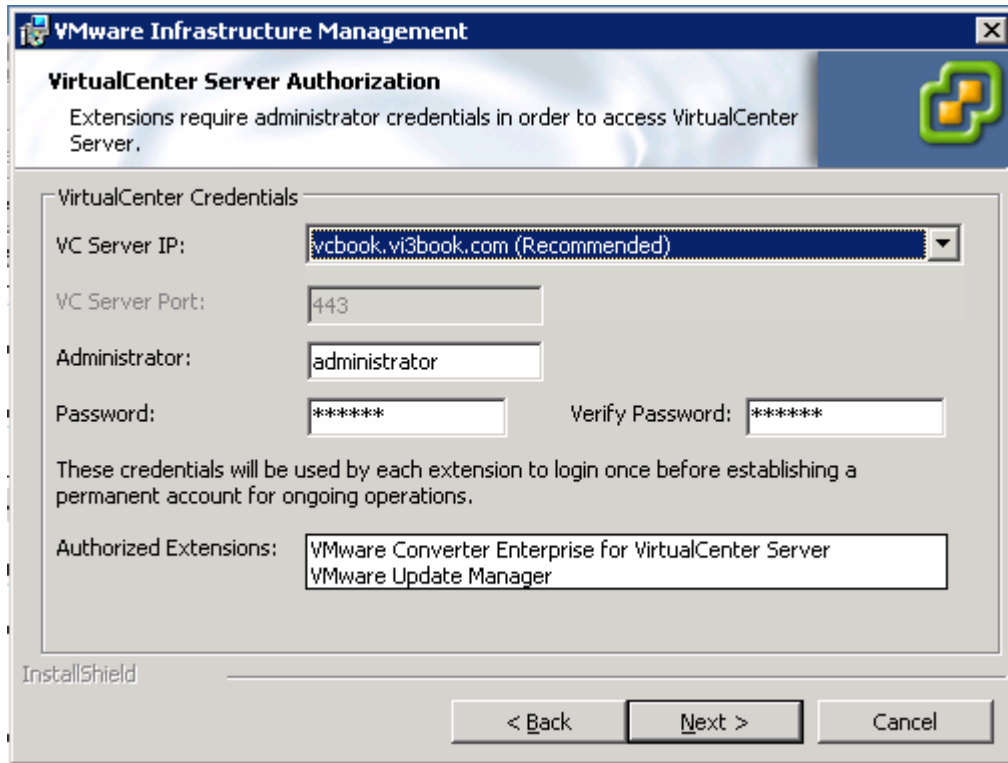 VMware Infrastructure Management
VirtualCenter Server Authorization
Extensions require administrator credentials in order to access VirtualCenter
Server.
VirtualCenter Credentials
VC Server IP: vcbook.vi3book.com (Recommended)
VC Server Port: 443
Administrator: administrator
Password: ****** Verify Password: ******
These credentials will be used by each extension to login once before establishing a
permanent account for ongoing operations.
Authorized Extensions: VMware Converter Enterprise for VirtualCenter Server
VMware Update Manager
InstallShield
< Back Next > Cancel